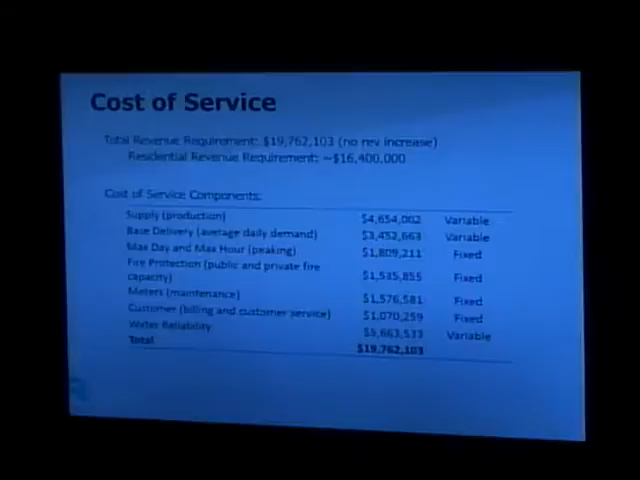 Cost of Service
Total Revenue Requirement: $19,762,103 (no rev increase)
Residential Revenue Requirement: ~$16,400,000
Cost of Service Components:
Supply (production) $4,654,002 Variable
Base Delivery (average daily demand) $3,452,663 Variable
Max Day and Max Hour (peaking) $1,809,211 Fixed
Fire Protection (public and private fire
capacity) $1,535,855 Fixed
Meters (maintenance) $1,576,581 Fixed
Customer (billing and customer service) $1,070,259 Fixed
Water Reliability $5,663,533 Variable
Total $19,762,103